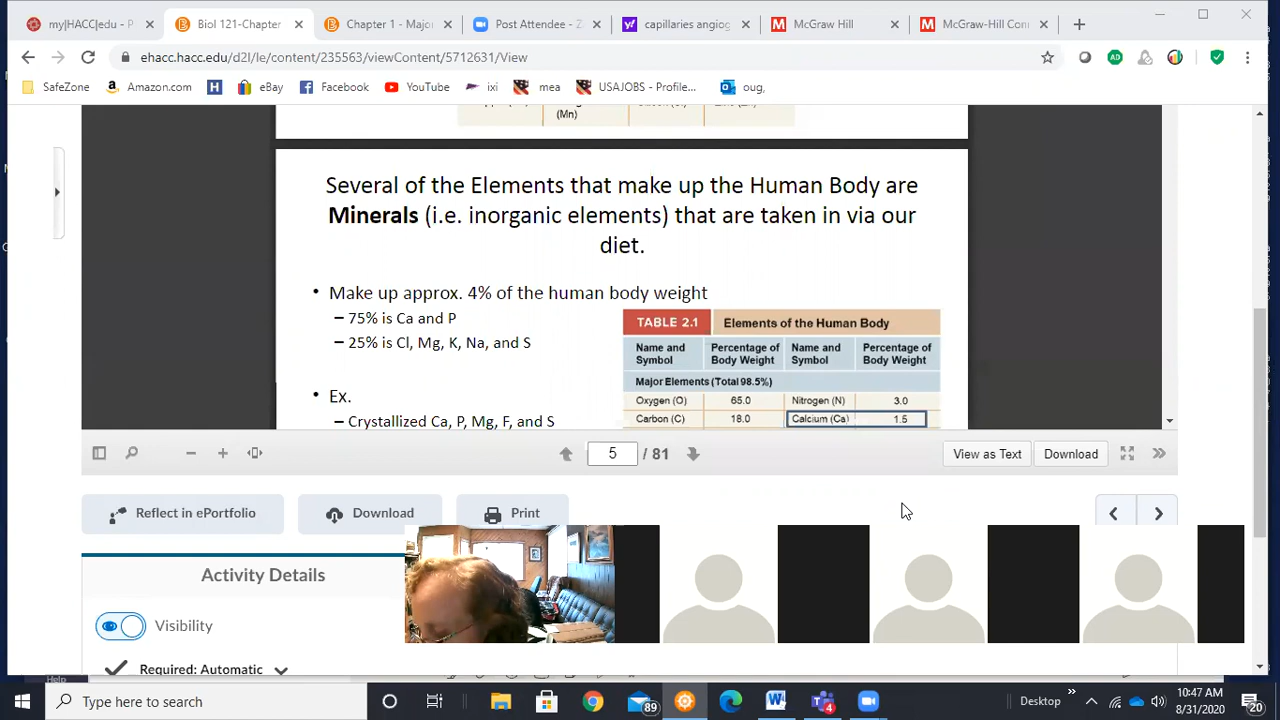 myJHACC|edu - P
Biol 121-Chapter
Chapter 1 - Major
Post Attendee - Z
capillaries angiog
McGraw Hill
McGraw-Hill Con
ehacc.hacc.edu/d2l/le/content/235563/viewContent/5712631/View
SafeZone
Amazon.com
eBay
Facebook
YouTube
ixi
mea
USAJOBS - Profile...
oug,
(Mn)
Several of the Elements that make up the Human Body are
Minerals (i.e. inorganic elements) that are taken in via our
diet.
• Make up approx. 4% of the human body weight
– 75% is Ca and P
– 25% is Cl, Mg, K, Na, and S
• Ex.
– Crystallized Ca, P, Mg, F, and S
TABLE 2.1 Elements of the Human Body
Name and Symbol Percentage of Body Weight Name and Symbol Percentage of Body Weight
Major Elements (Total 98.5%)
Oxygen (O) 65.0 Nitrogen (N) 3.0
Carbon (C) 18.0 Calcium (Ca) 1.5
5 / 81
View as Text
Download
Reflect in ePortfolio
Download
Print
Activity Details
Visibility
Required: Automatic
Help
Type here to search
89
4
Desktop
10:47 AM
8/31/2020
20